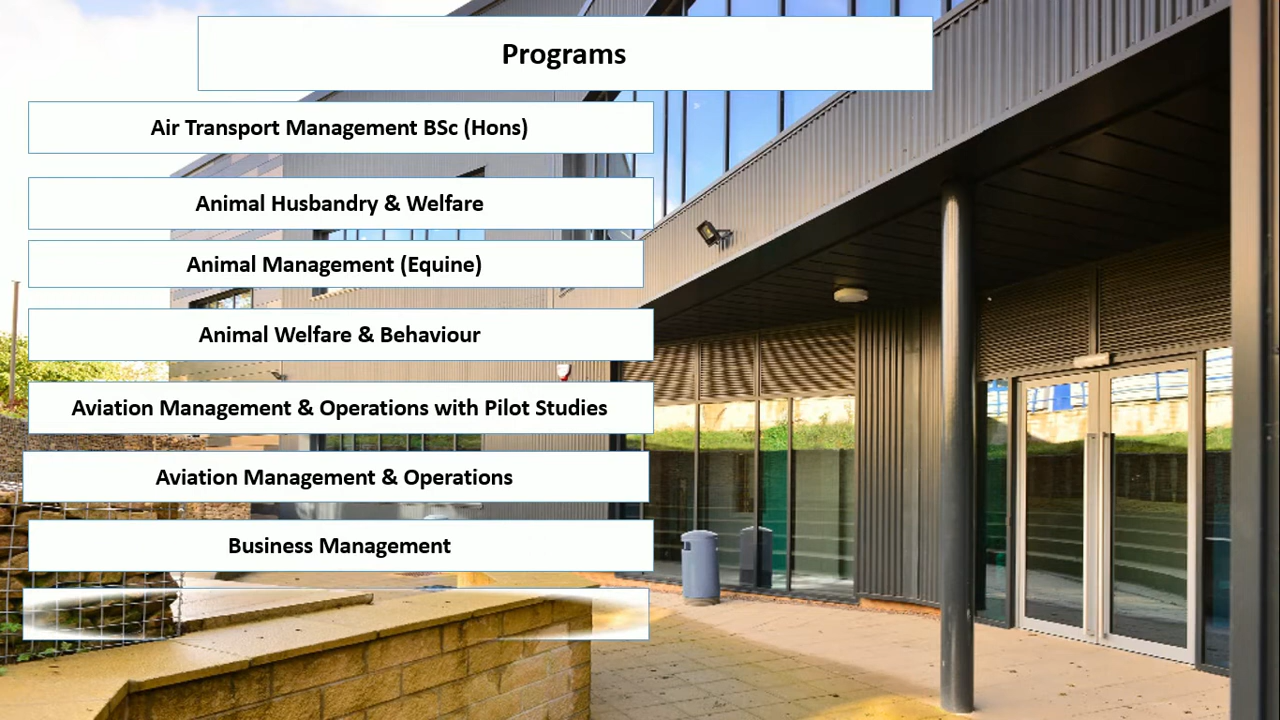 Programs
Air Transport Management BSc (Hons)
Animal Husbandry & Welfare
Animal Management (Equine)
Animal Welfare & Behaviour
Aviation Management & Operations with Pilot Studies
Aviation Management & Operations
Business Management